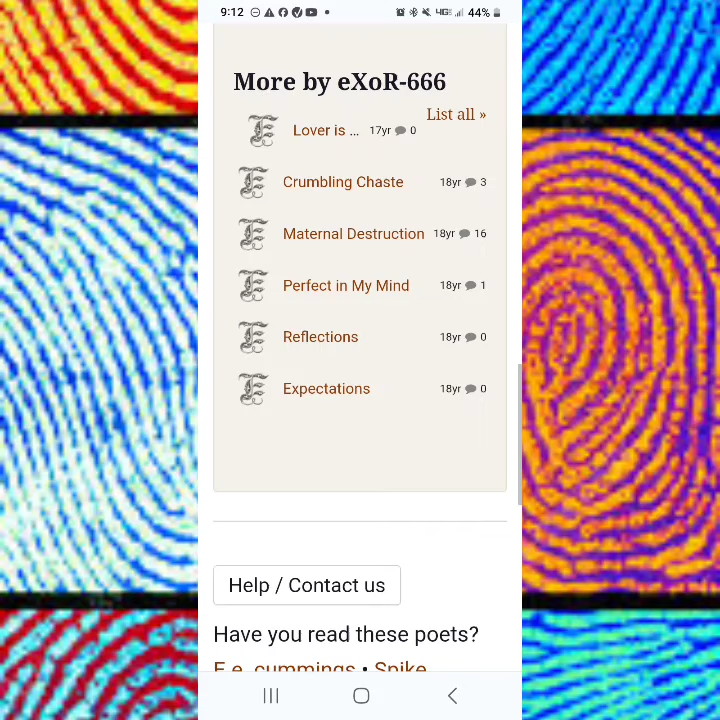 9:12 44%
More by eXoR-666
List all »
Lover is ... 17yr 0
Crumbling Chaste 18yr 3
Maternal Destruction 18yr 16
Perfect in My Mind 18yr 1
Reflections 18yr 0
Expectations 18yr 0
Help / Contact us
Have you read these poets?
E.e. cummings • Spike